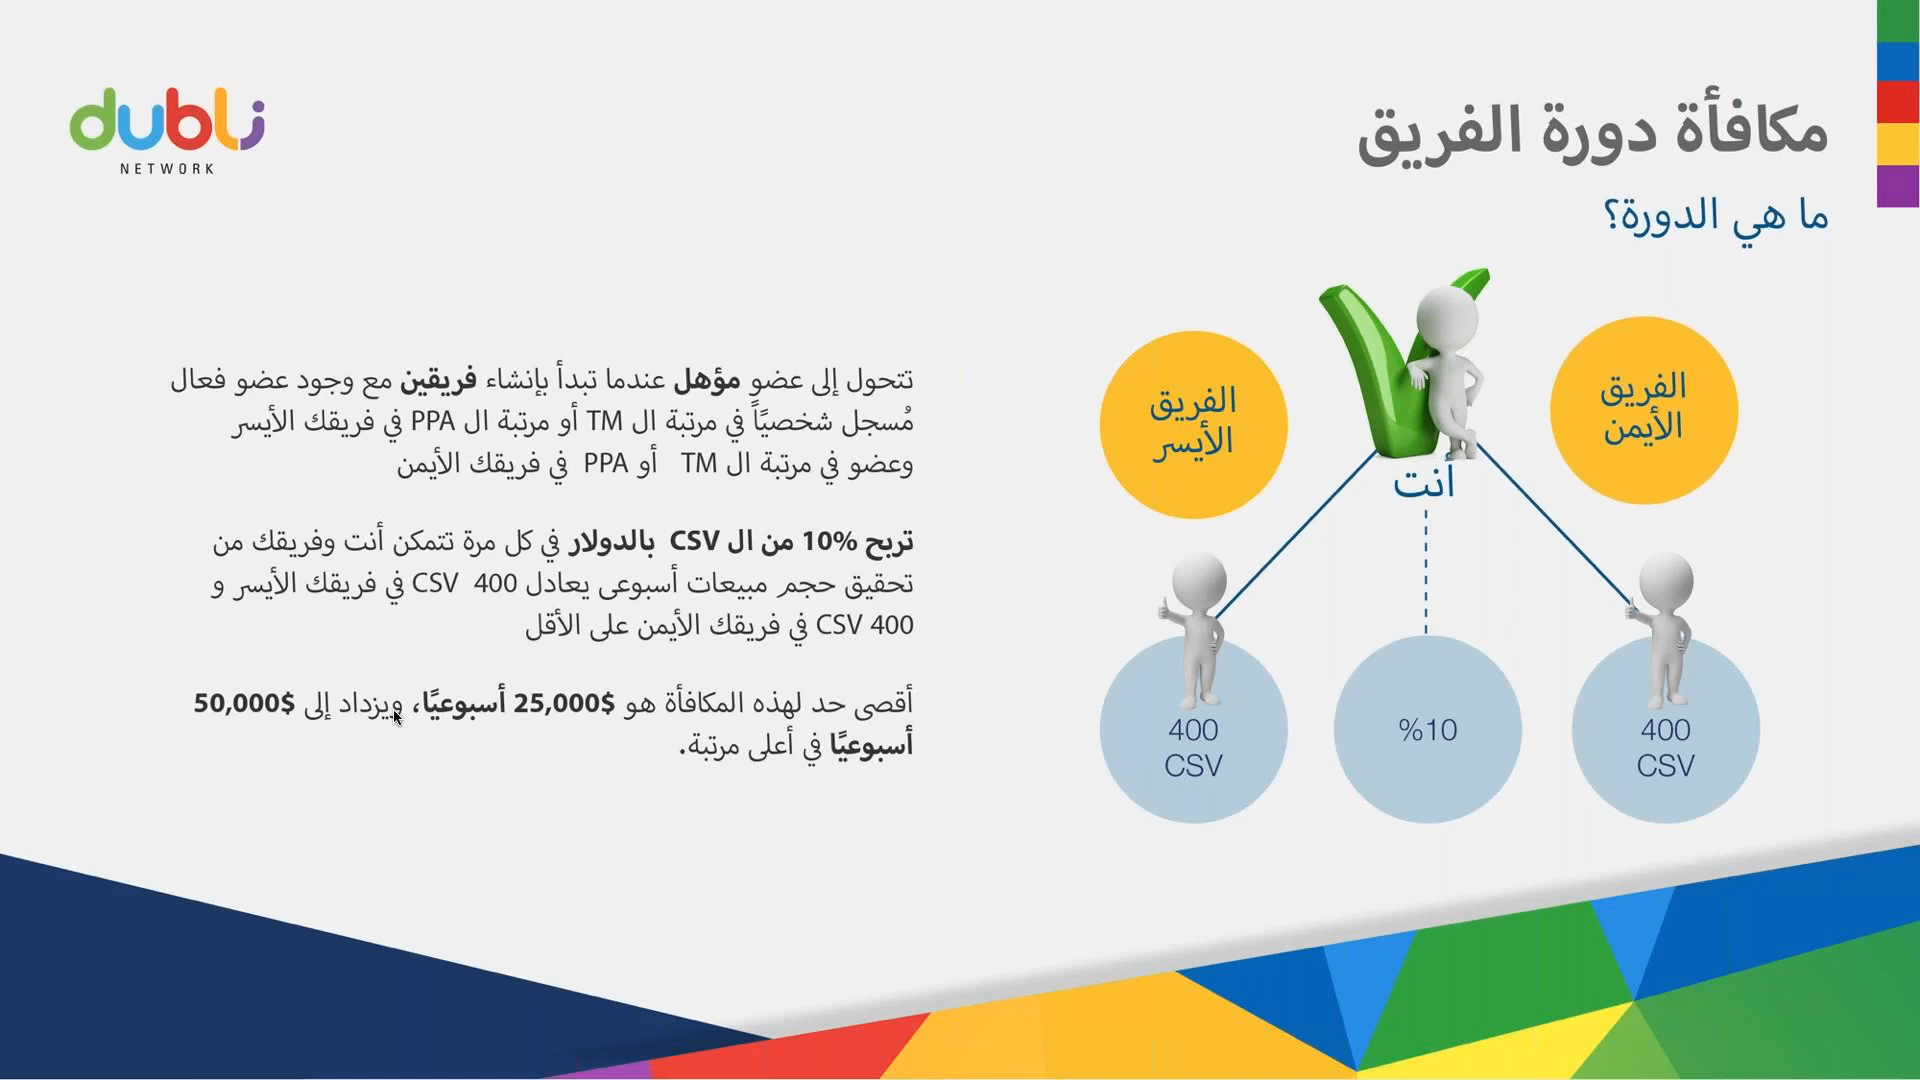 dubli
NETWORK
مكافأة دورة الفريق
ما هي الدورة؟
تتحول إلى عضو مؤهل عندما تبدأ بإنشاء فريقين مع وجود عضو فعال
مُسجل شخصيًا في مرتبة ال TM أو مرتبة ال PPA في فريقك الأيسر
وعضو في مرتبة ال TM أو PPA في فريقك الأيمن
تربح 10% من ال CSV بالدولار في كل مرة تتمكن أنت وفريقك من
تحقيق حجم مبيعات أسبوعى يعادل 400 CSV في فريقك الأيسر و
400 CSV في فريقك الأيمن على الأقل
أقصى حد لهذه المكافأة هو $25,000 أسبوعيًا، ويزداد إلى $50,000
أسبوعيًا في أعلى مرتبة.
الفريق
الأيمن
الفريق
الأيسر
أنت
400
CSV
%10
400
CSV